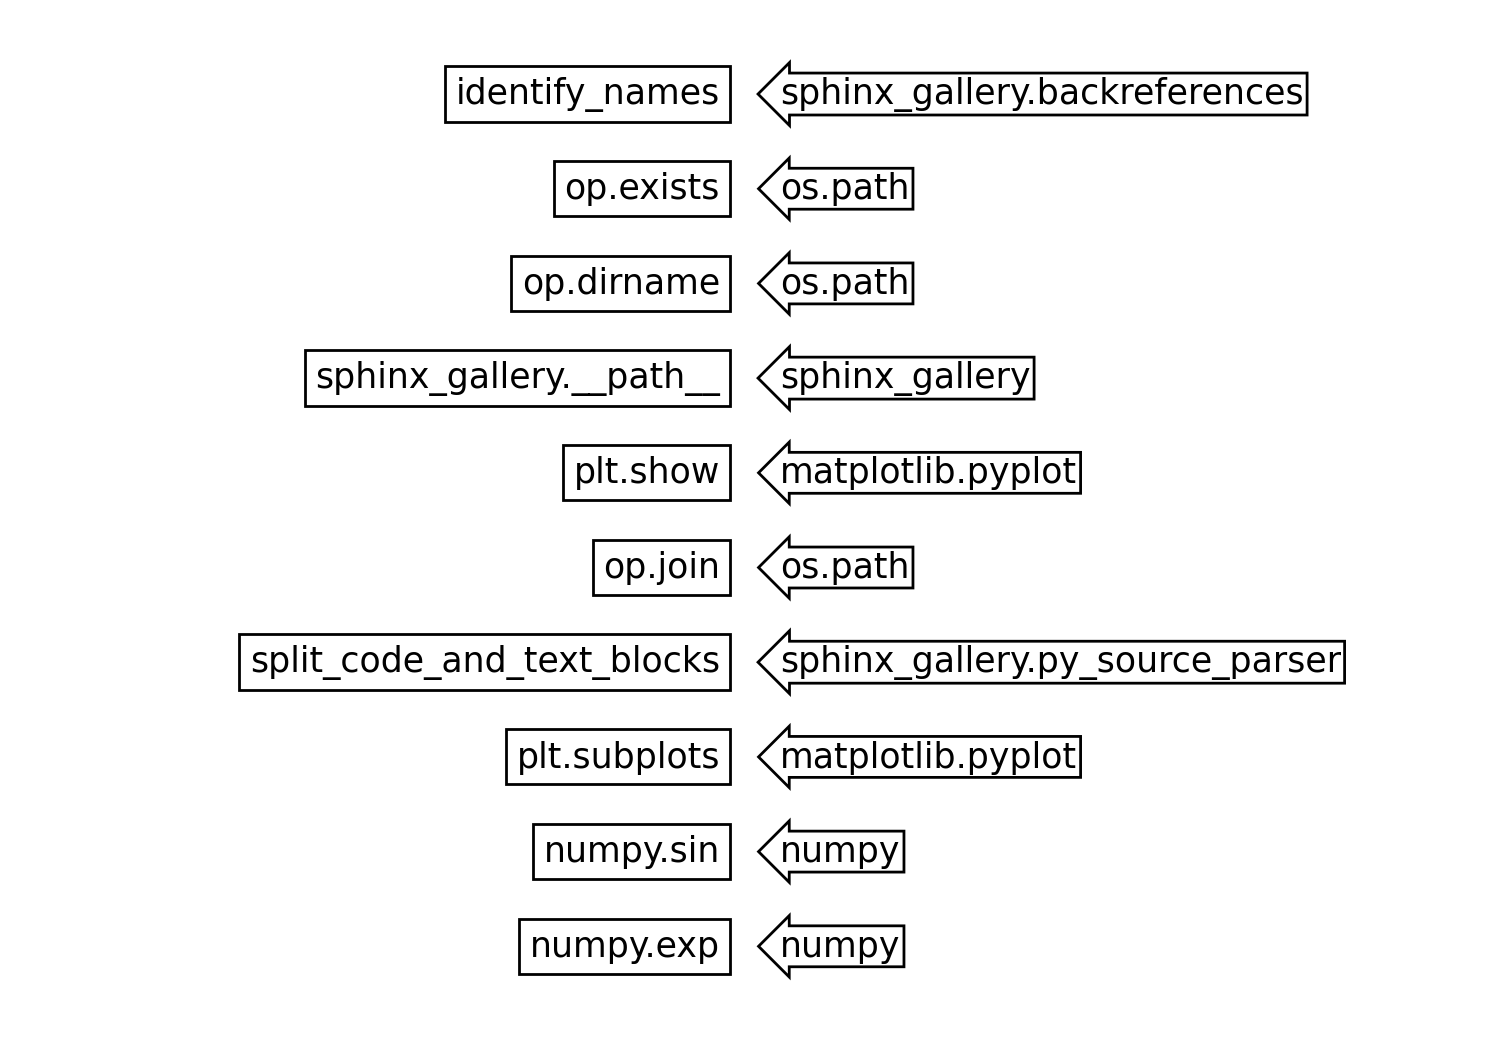 identify_names sphinx_gallery.backreferences
op.exists os.path
op.dirname os.path
sphinx_gallery.__path__ sphinx_gallery
plt.show matplotlib.pyplot
op.join os.path
split_code_and_text_blocks sphinx_gallery.py_source_parser
plt.subplots matplotlib.pyplot
numpy.sin numpy
numpy.exp numpy